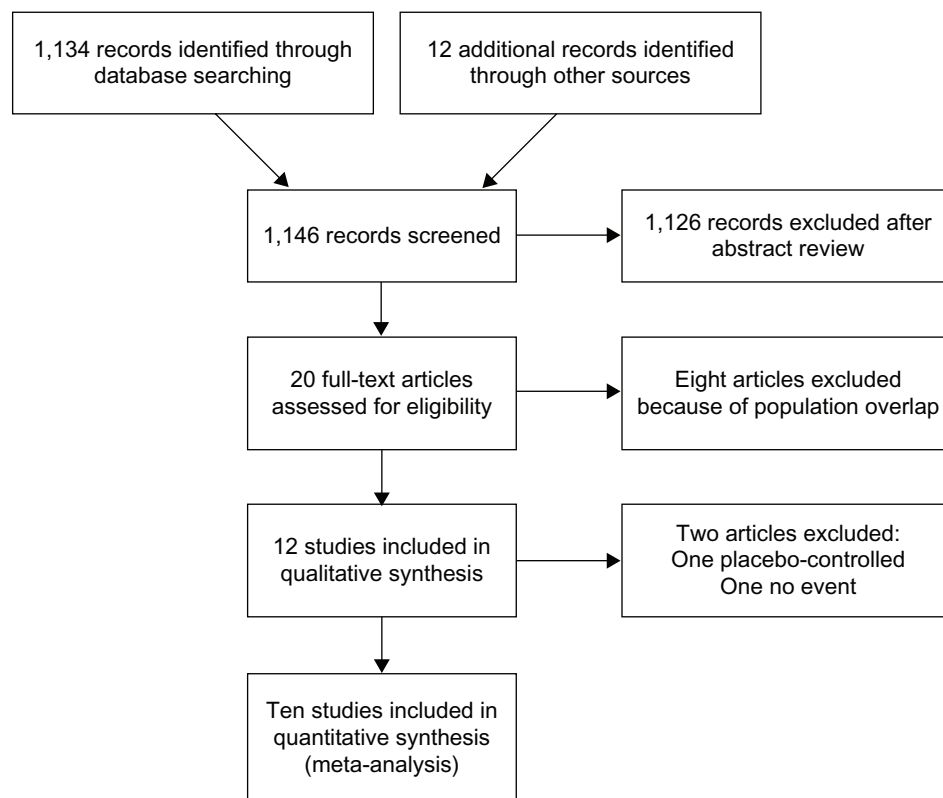 1,134 records identified through
database searching
12 additional records identified
through other sources
1,146 records screened
1,126 records excluded after
abstract review
20 full-text articles
assessed for eligibility
Eight articles excluded
because of population overlap
12 studies included in
qualitative synthesis
Two articles excluded:
One placebo-controlled
One no event
Ten studies included in
quantitative synthesis
(meta-analysis)